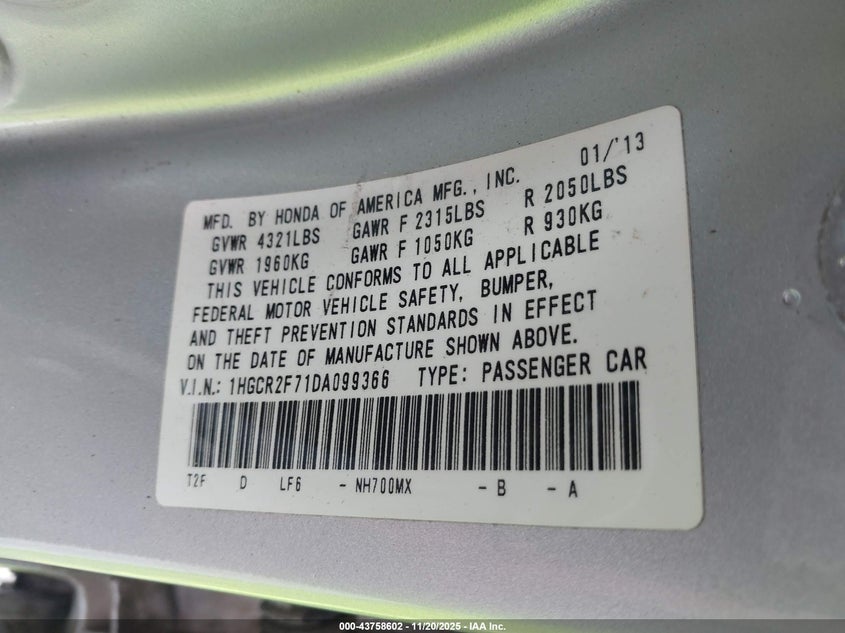 01/'13
MFD. BY HONDA OF AMERICA MFG., INC.
GVWR 4321LBS GAWR F 2315LBS R 2050LBS
GVWR 1960KG GAWR F 1050KG R 930KG
THIS VEHICLE CONFORMS TO ALL APPLICABLE
FEDERAL MOTOR VEHICLE SAFETY, BUMPER,
AND THEFT PREVENTION STANDARDS IN EFFECT
ON THE DATE OF MANUFACTURE SHOWN ABOVE.
V.I.N.: 1HGCR2F71DA099366 TYPE: PASSENGER CAR
T2F D LF6 - NH700MX - B - A
000-43758602 - 11/20/2025 - IAA Inc.